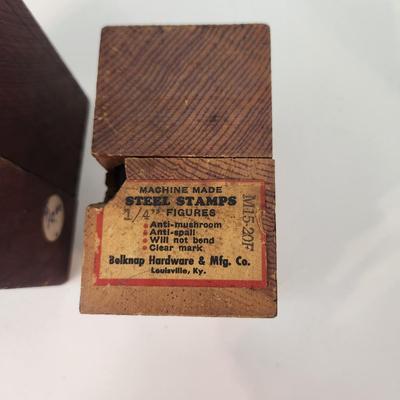 MACHINE MADE
STEEL STAMPS
1/4" FIGURES
Anti-mushroom
Anti-spall
Will not bend
Clear mark
Belknap Hardware & Mfg. Co.
Louisville, Ky.
M15-20F